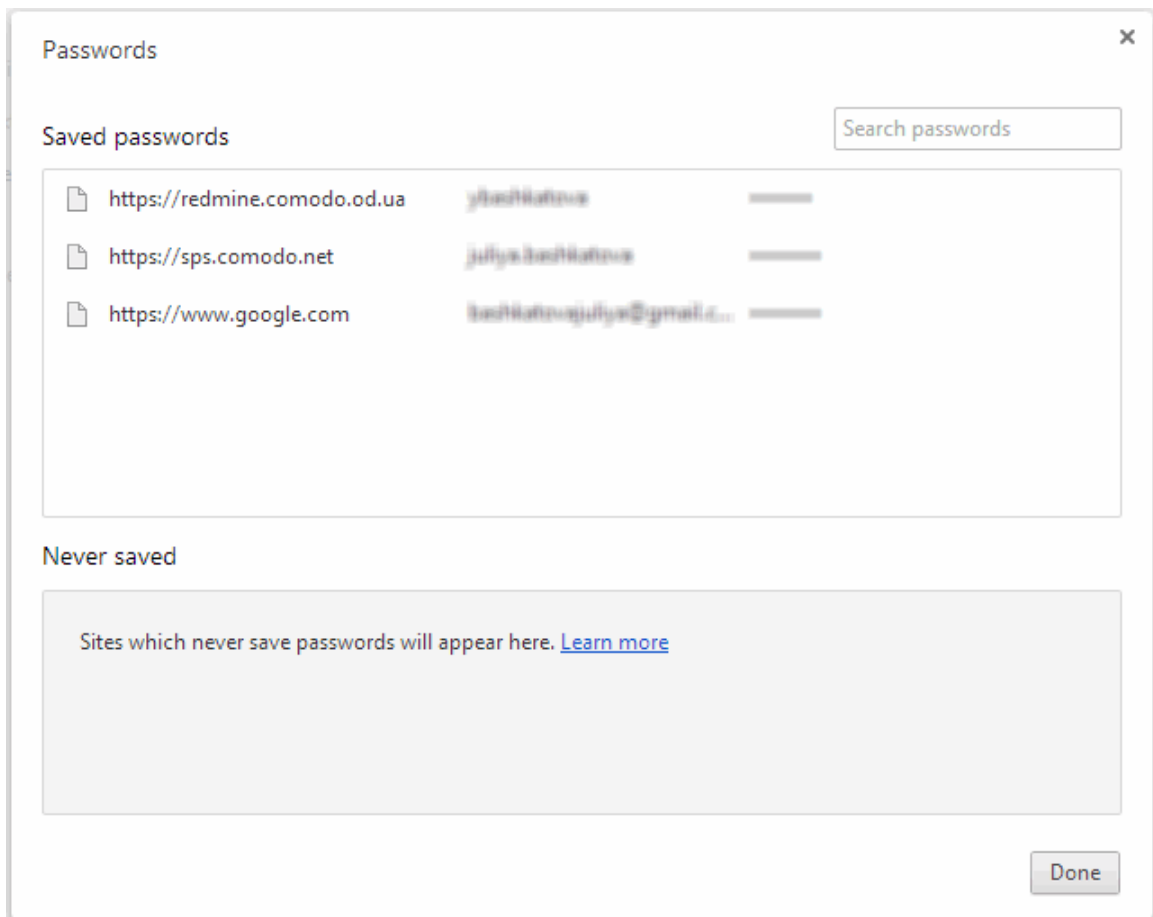 Passwords
Saved passwords
Search passwords
https://redmine.comodo.od.ua
https://sps.comodo.net
https://www.google.com
Never saved
Sites which never save passwords will appear here. Learn more
Done